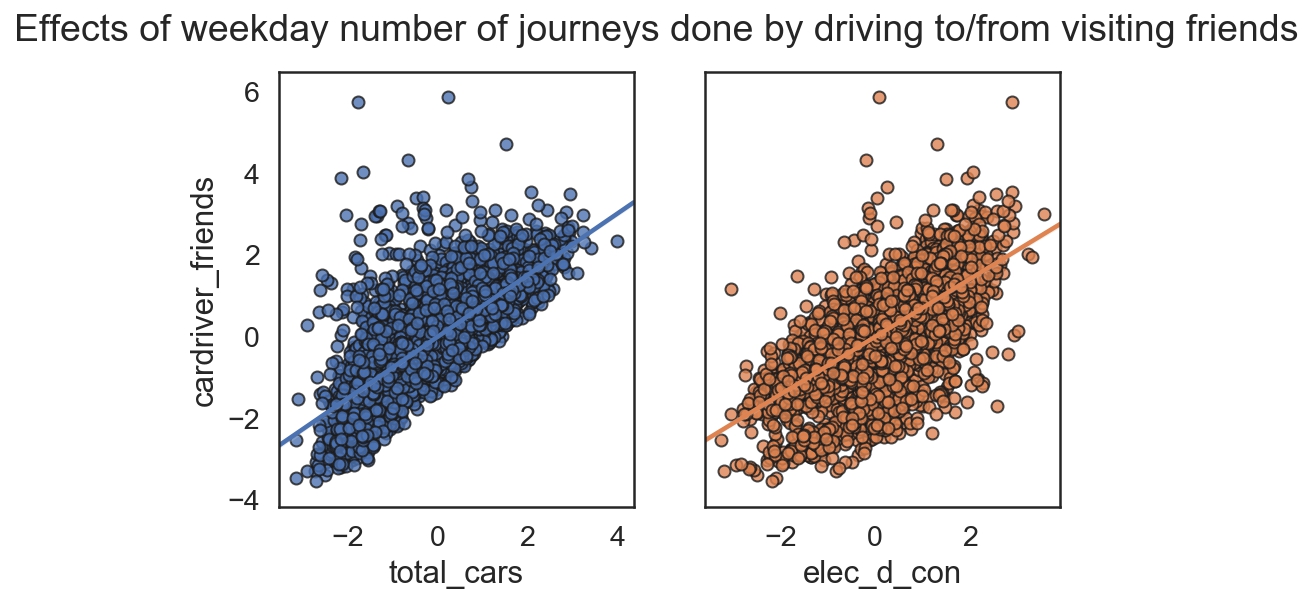 Effects of weekday number of journeys done by driving to/from visiting friends
cardriver_friends
6
4
2
0
−2
−4
−2 0 2 4
total_cars
−2 0 2
elec_d_con